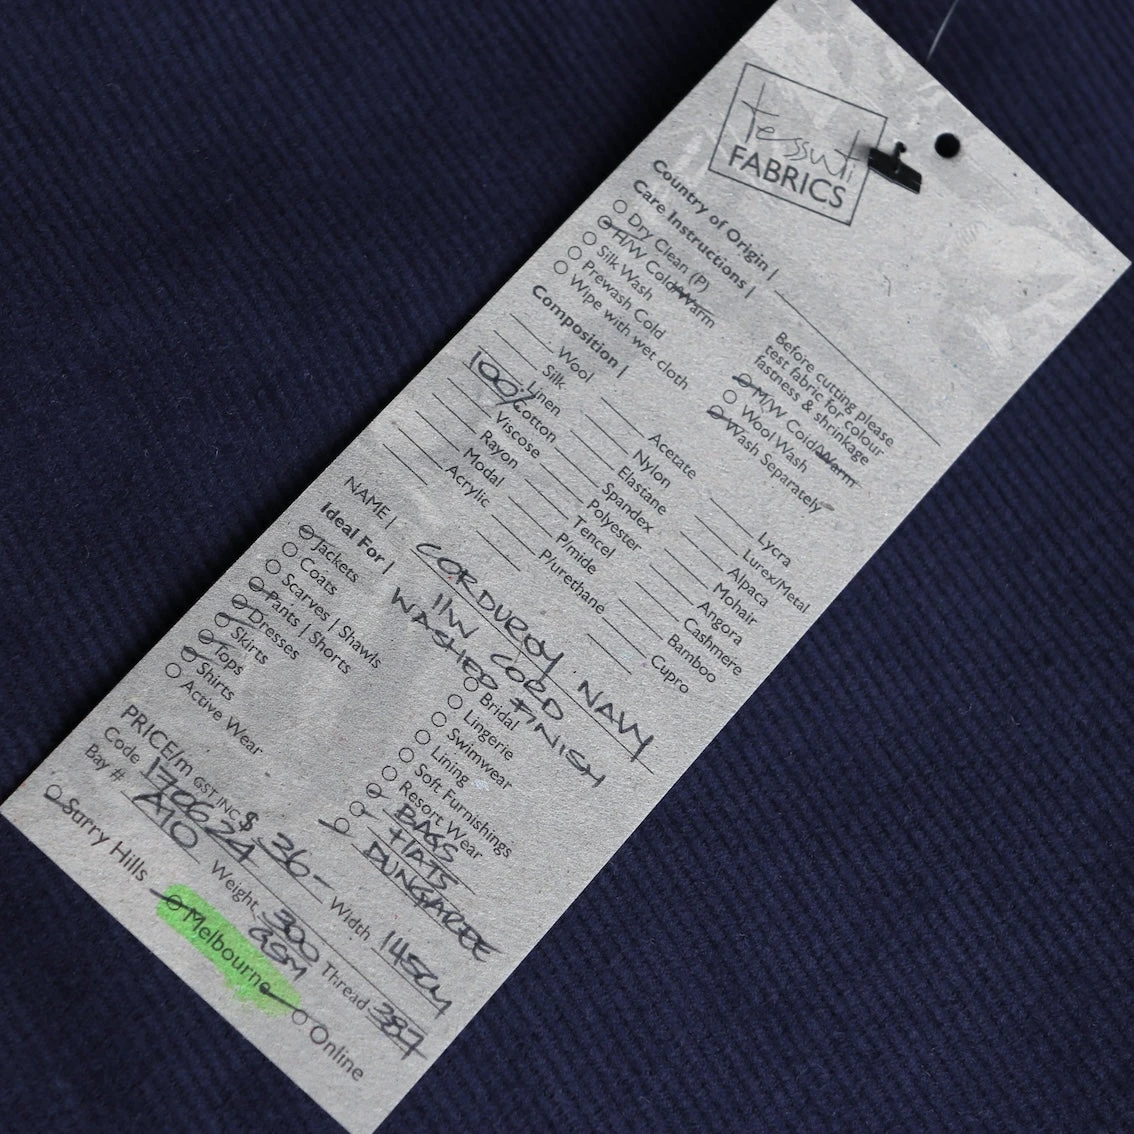 tessuti
FABRICS
Country of Origin |
Care Instructions |
Dry Clean (P)
H/W Cold/Warm
Silk Wash
Prewash Cold
Wipe with wet cloth
Before cutting please
test fabric for colour
fastness & shrinkage
M/W Cold/Warm
Wool Wash
Wash Separately
Composition |
Wool
Silk
Linen
100% Cotton
Viscose
Rayon
Modal
Acrylic
Acetate
Nylon
Elastane
Spandex
Polyester
Tencel
P/mide
P/urethane
Lycra
Lurex/Metal
Alpaca
Mohair
Angora
Cashmere
Bamboo
Cupro
NAME | CORDUROY. NAVY
11W CORD
WASHED FINISH
Ideal For |
Jackets
Coats
Scarves | Shawls
Pants | Shorts
Dresses
Skirts
Tops
Shirts
Active Wear
Bridal
Lingerie
Swimwear
Lining
Soft Furnishings
Resort Wear
BAGS
HATS
DUNGAREE
PRICE/m GST INC $ 36- Width 145cm
Code 170624 Weight 300 GSM Thread 387
Bay # A10
Surry Hills Melbourne Online